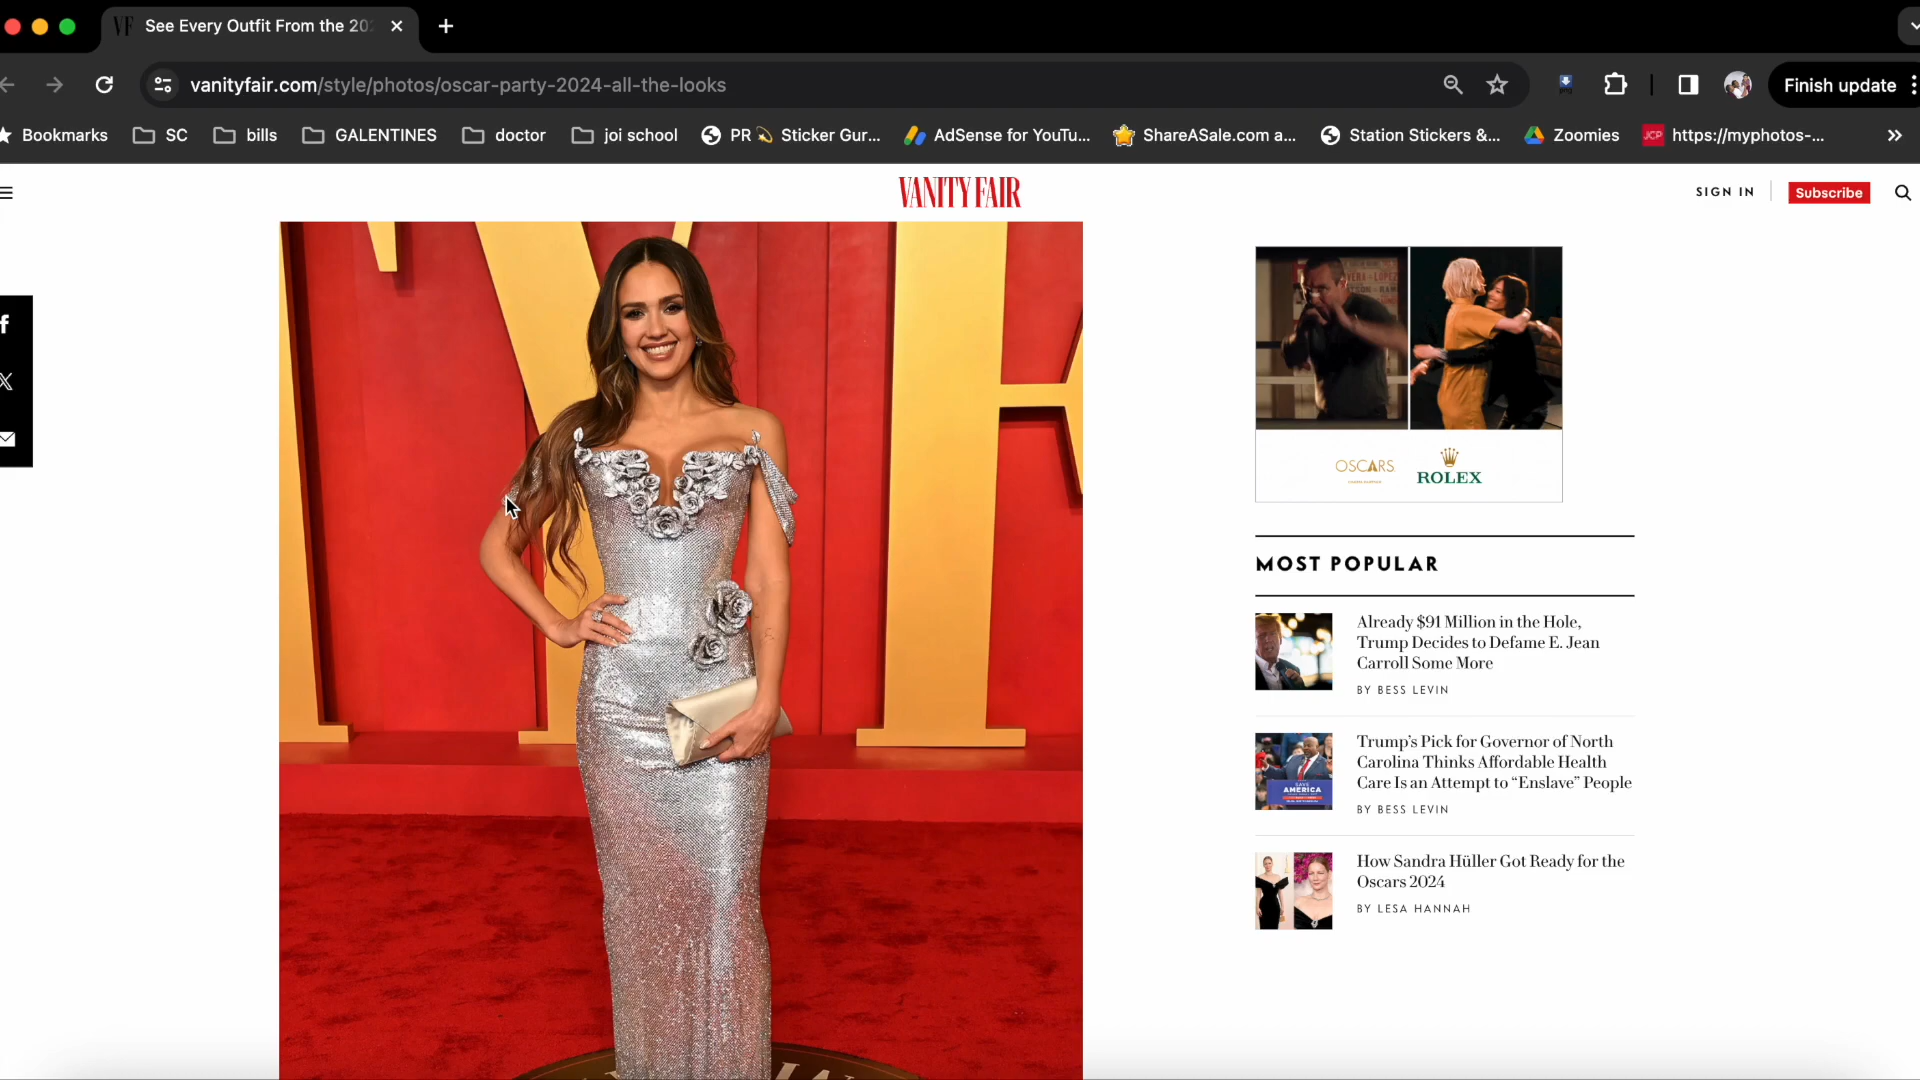 VF See Every Outfit From the 202
vanityfair.com/style/photos/oscar-party-2024-all-the-looks
Finish update
Bookmarks SC bills GALENTINES doctor joi school PR Sticker Gur... AdSense for YouTu... ShareASale.com a... Station Stickers &... Zoomies JCP https://myphotos-...
VANITY FAIR
SIGN IN
Subscribe
OSCARS
ROLEX
MOST POPULAR
Already $91 Million in the Hole,
Trump Decides to Defame E. Jean
Carroll Some More
BY BESS LEVIN
Trump's Pick for Governor of North
Carolina Thinks Affordable Health
Care Is an Attempt to “Enslave” People
BY BESS LEVIN
SAVE
AMERICA
How Sandra Hüller Got Ready for the
Oscars 2024
BY LESA HANNAH